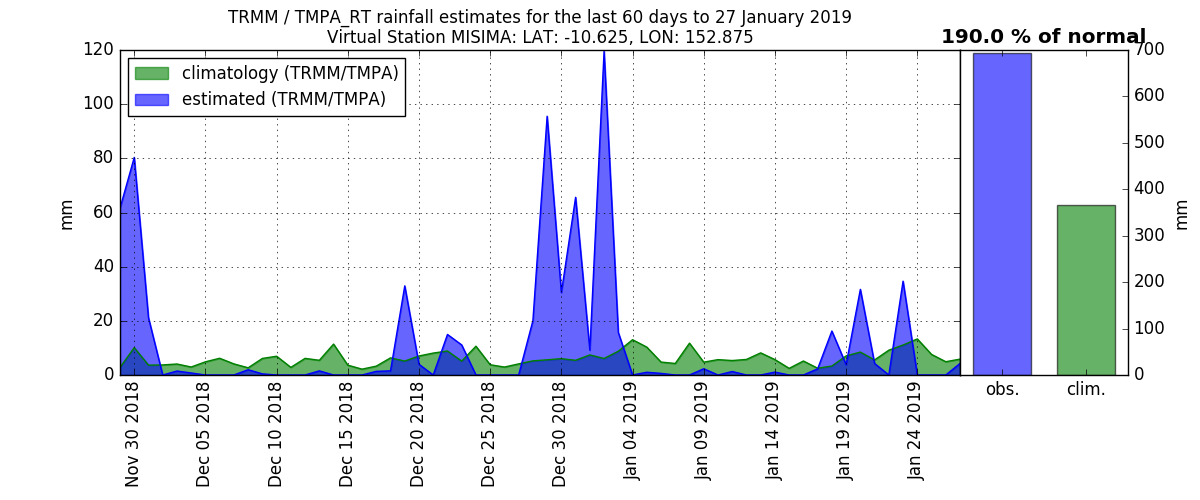 TRMM / TMPA_RT rainfall estimates for the last 60 days to 27 January 2019
Virtual Station MISIMA: LAT: -10.625, LON: 152.875
190.0 % of normal
climatology (TRMM/TMPA)
estimated (TRMM/TMPA)
mm
120
100
80
60
40
20
0
Nov 30 2018
Dec 05 2018
Dec 10 2018
Dec 15 2018
Dec 20 2018
Dec 25 2018
Dec 30 2018
Jan 04 2019
Jan 09 2019
Jan 14 2019
Jan 19 2019
Jan 24 2019
obs.
clim.
700
600
500
400
300
200
100
0
mm